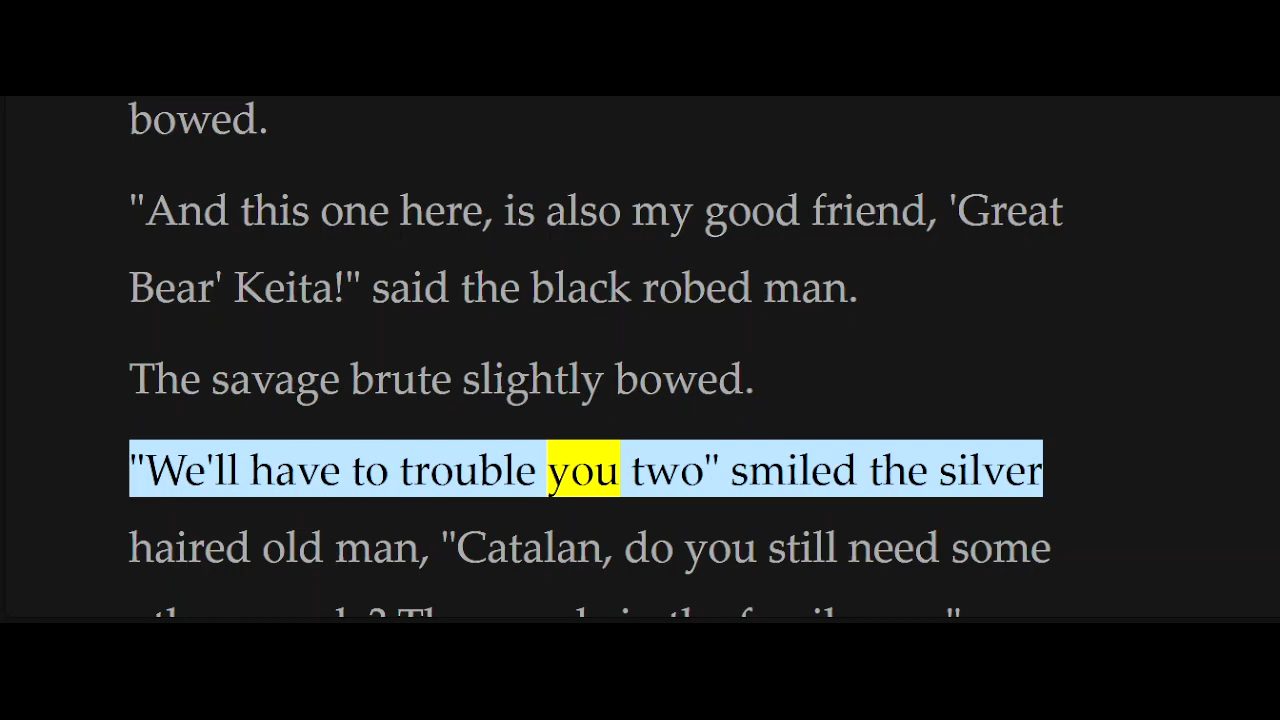 bowed.
"And this one here, is also my good friend, 'Great
Bear' Keita!" said the black robed man.
The savage brute slightly bowed.
"We'll have to trouble you two" smiled the silver
haired old man, "Catalan, do you still need some